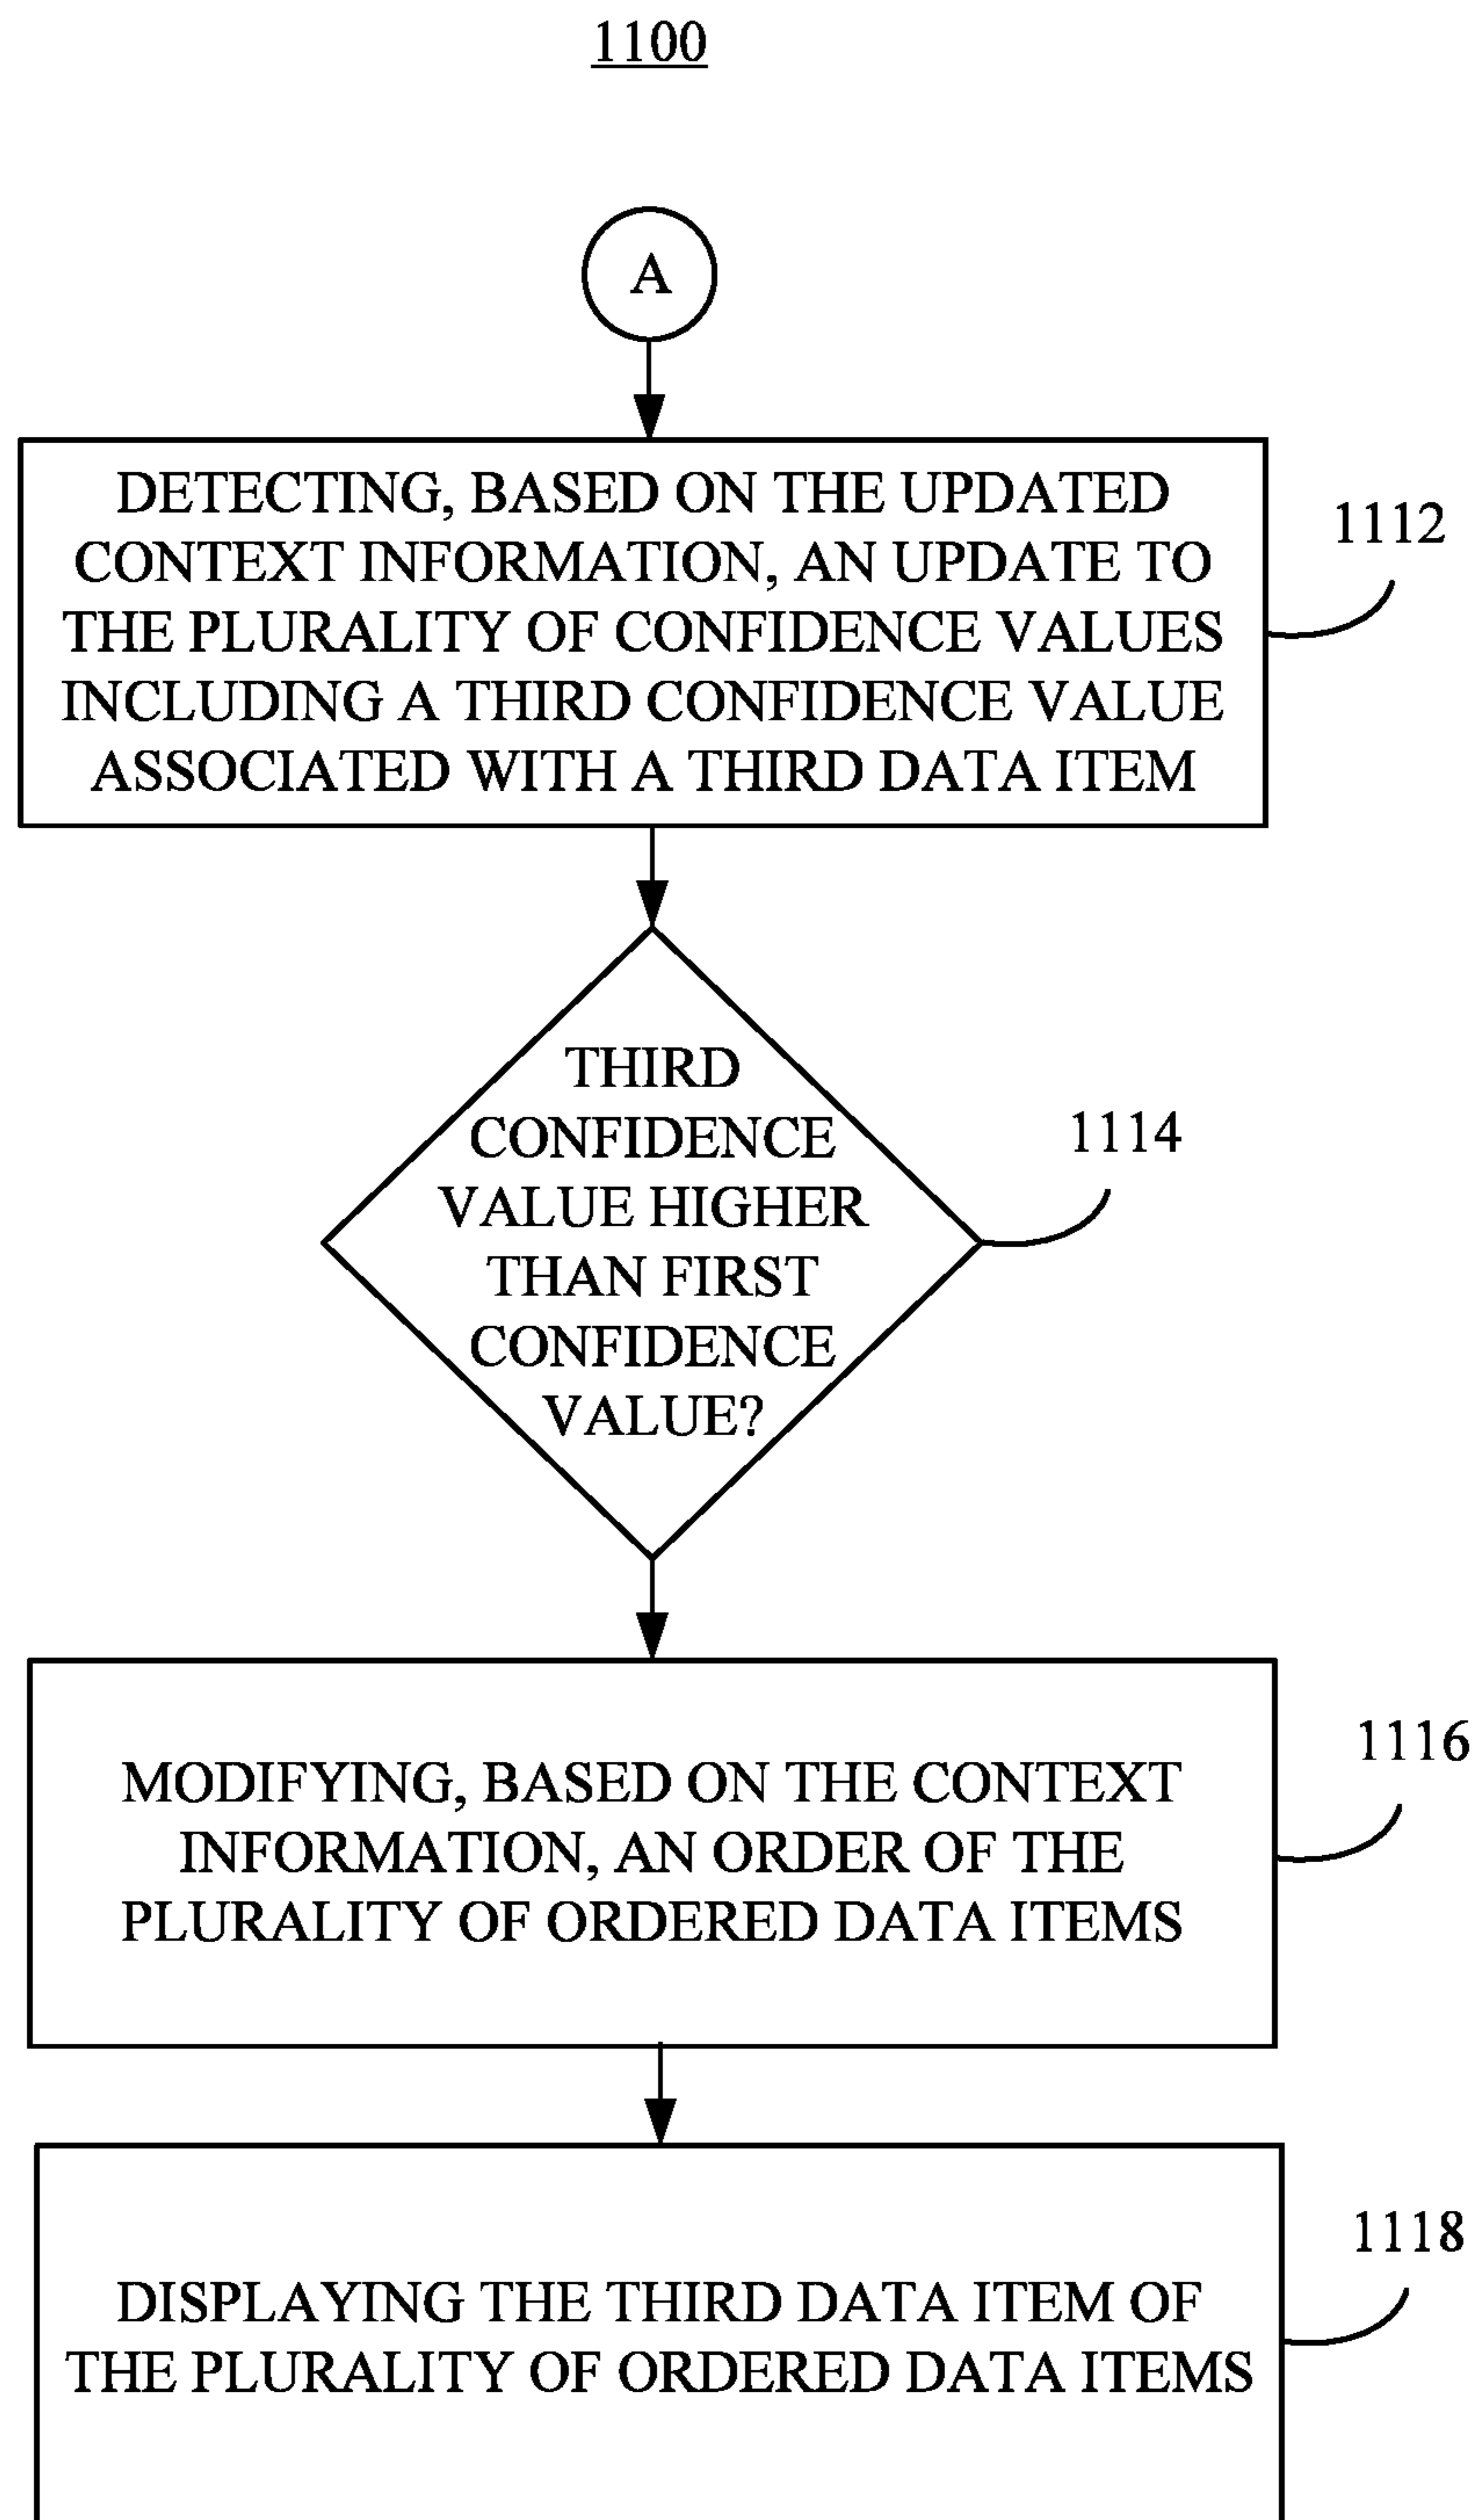 1100
A
DETECTING, BASED ON THE UPDATED
CONTEXT INFORMATION, AN UPDATE TO
THE PLURALITY OF CONFIDENCE VALUES
INCLUDING A THIRD CONFIDENCE VALUE
ASSOCIATED WITH A THIRD DATA ITEM
1112
THIRD
CONFIDENCE
VALUE HIGHER
THAN FIRST
CONFIDENCE
VALUE?
1114
MODIFYING, BASED ON THE CONTEXT
INFORMATION, AN ORDER OF THE
PLURALITY OF ORDERED DATA ITEMS
1116
DISPLAYING THE THIRD DATA ITEM OF
THE PLURALITY OF ORDERED DATA ITEMS
1118